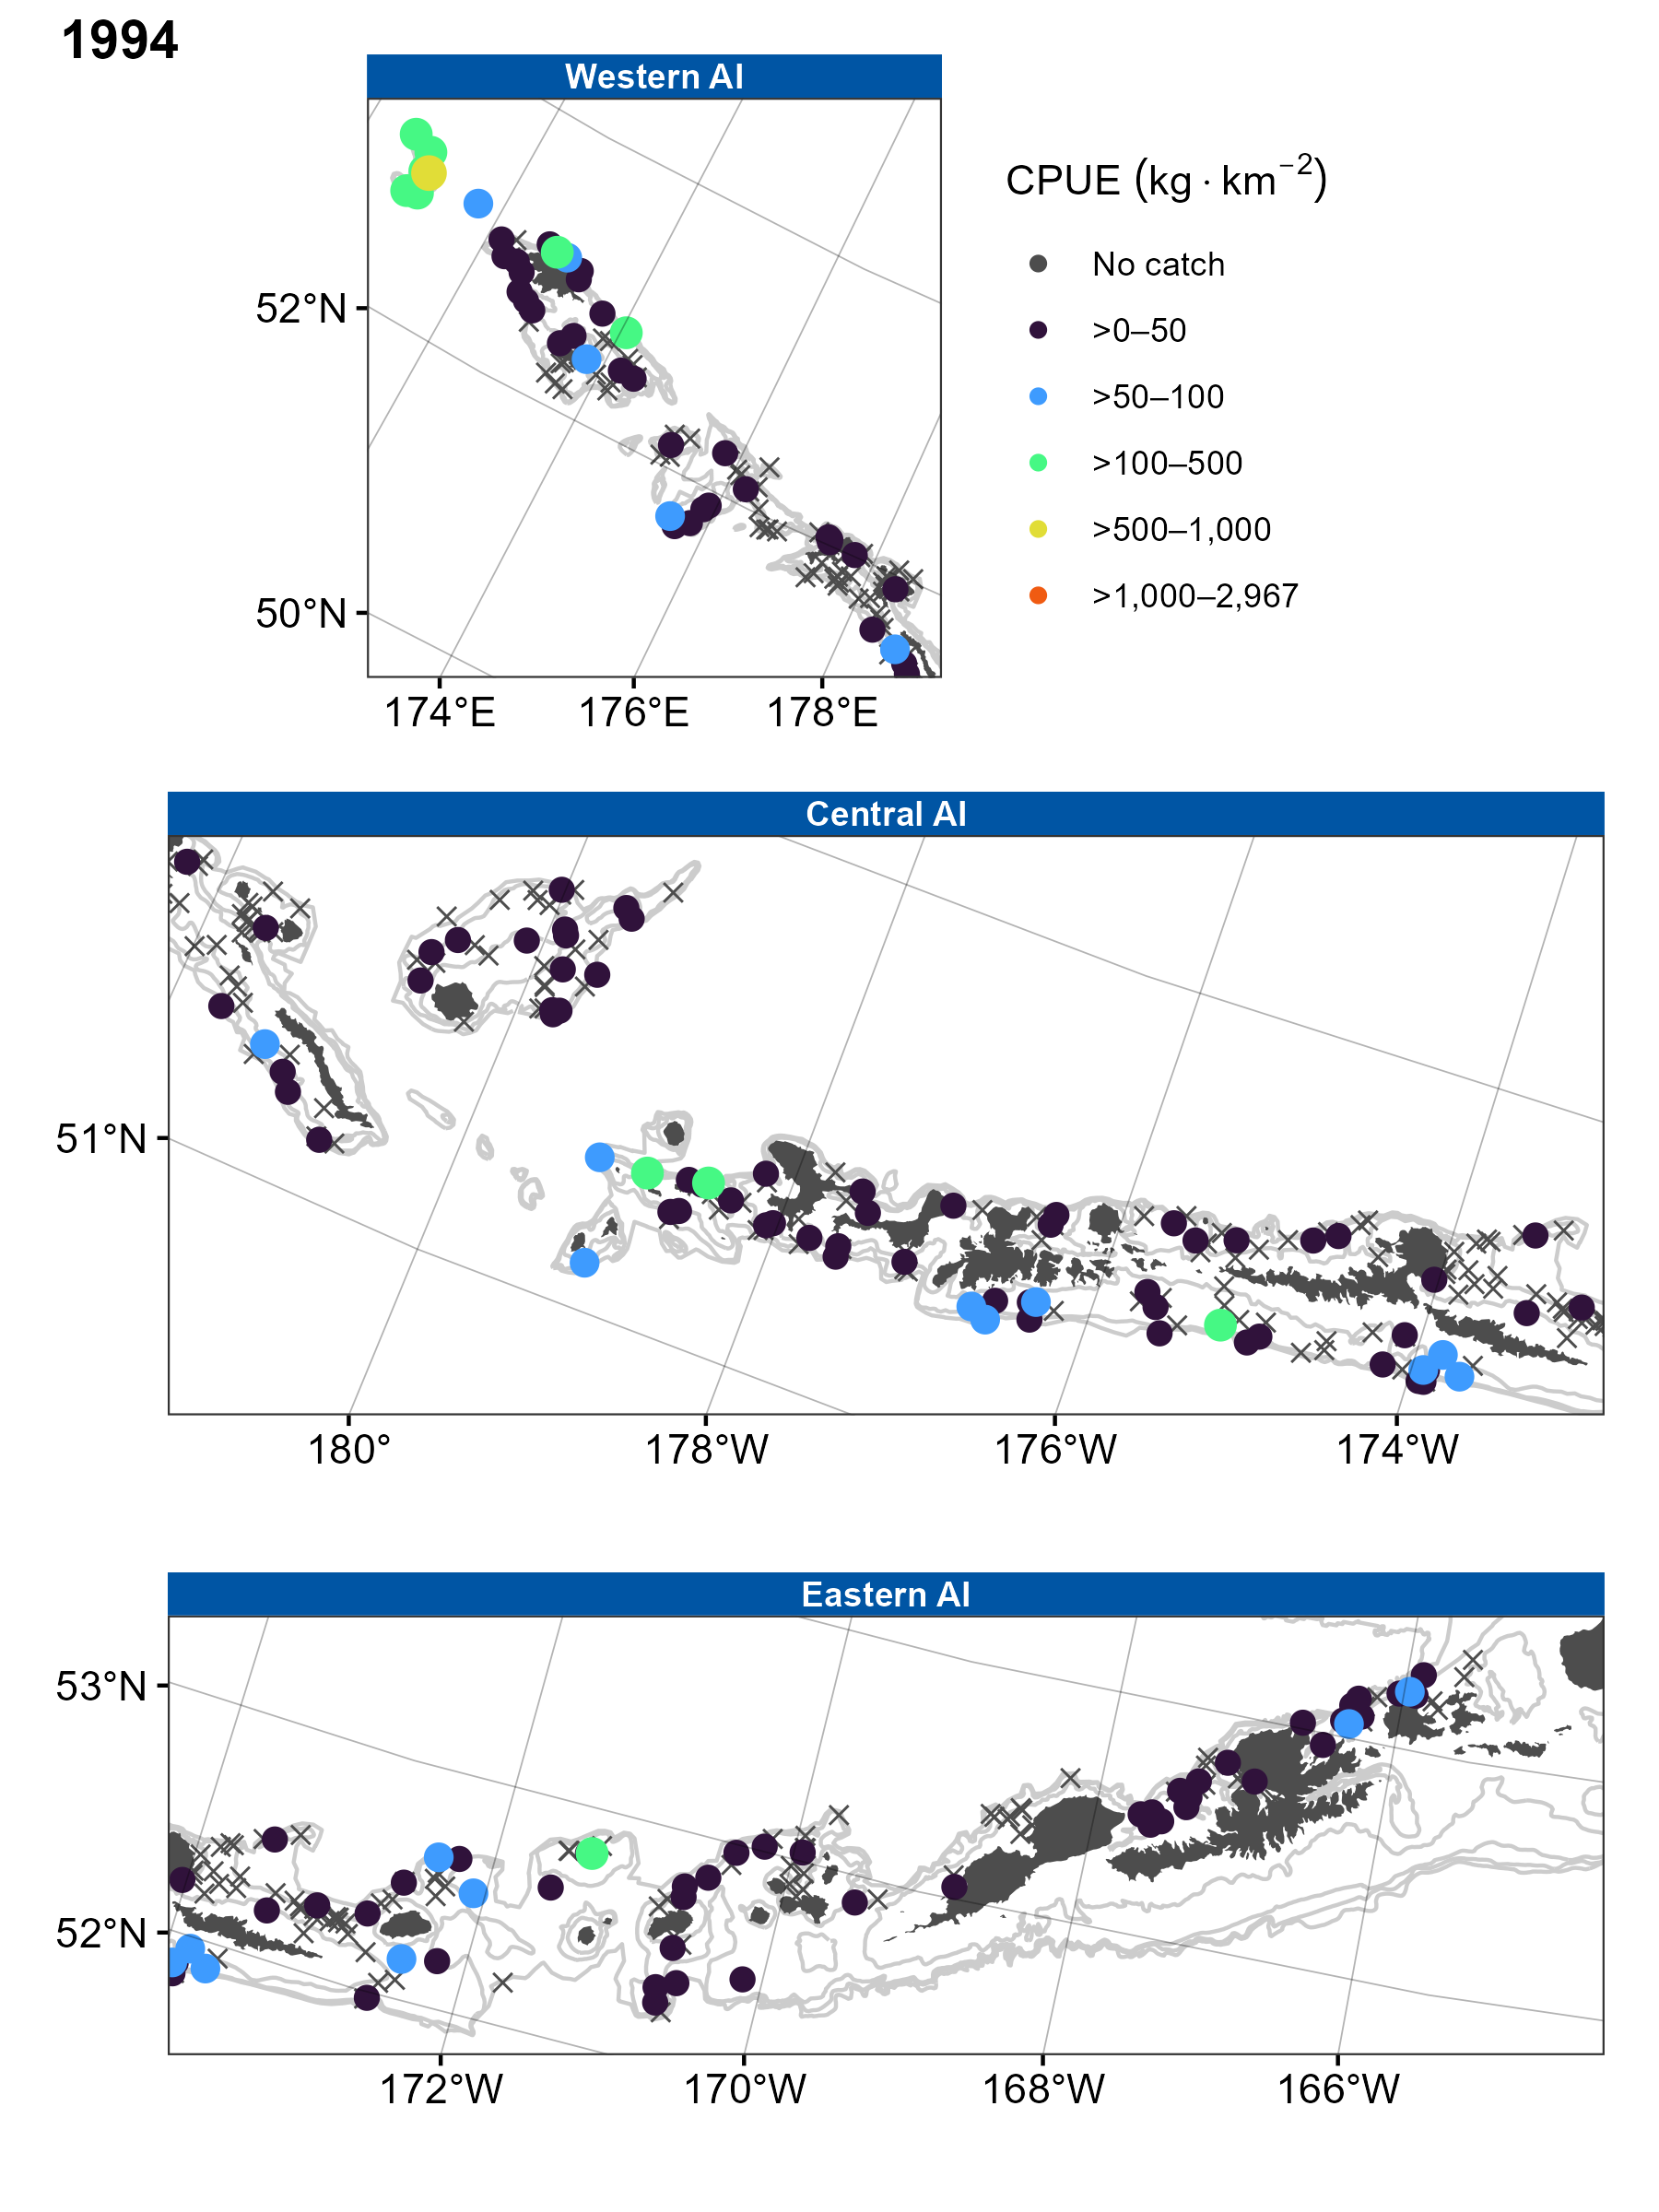 1994
Western AI
52°N
50°N
174°E 176°E 178°E
CPUE (kg · km⁻²)
No catch
>0–50
>50–100
>100–500
>500–1,000
>1,000–2,967
Central AI
51°N
180° 178°W 176°W 174°W
Eastern AI
53°N
52°N
172°W 170°W 168°W 166°W